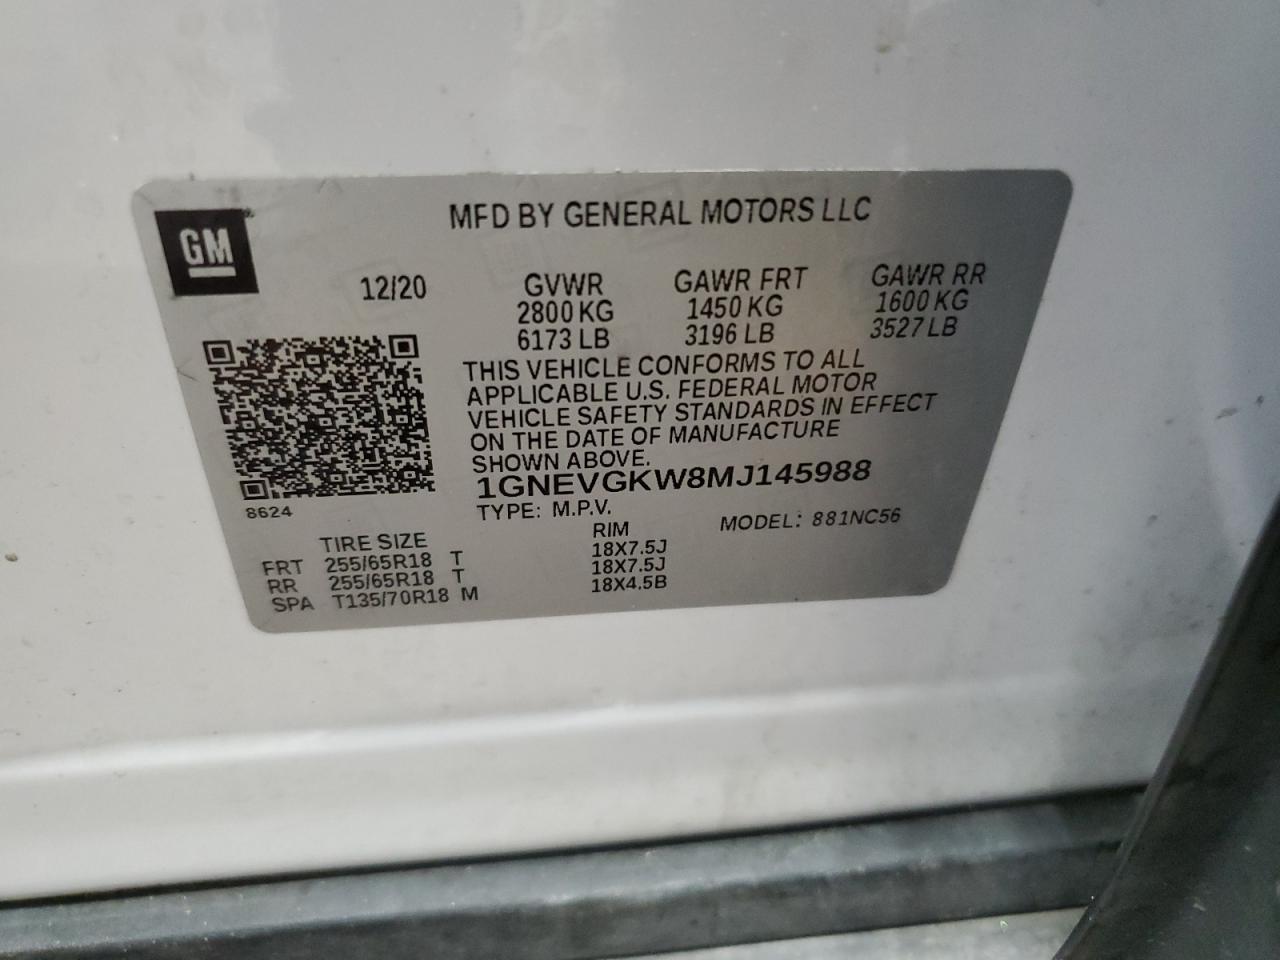 MFD BY GENERAL MOTORS LLC
GM
12/20 GVWR GAWR FRT GAWR RR
2800 KG 1450 KG 1600 KG
6173 LB 3196 LB 3527 LB
THIS VEHICLE CONFORMS TO ALL
APPLICABLE U.S. FEDERAL MOTOR
VEHICLE SAFETY STANDARDS IN EFFECT
ON THE DATE OF MANUFACTURE
SHOWN ABOVE.
1GNEVGKW8MJ145988
8624
TYPE: M.P.V. MODEL: 881NC56
TIRE SIZE RIM
FRT 255/65R18 T 18X7.5J
RR 255/65R18 T 18X7.5J
SPA T135/70R18 M 18X4.5B